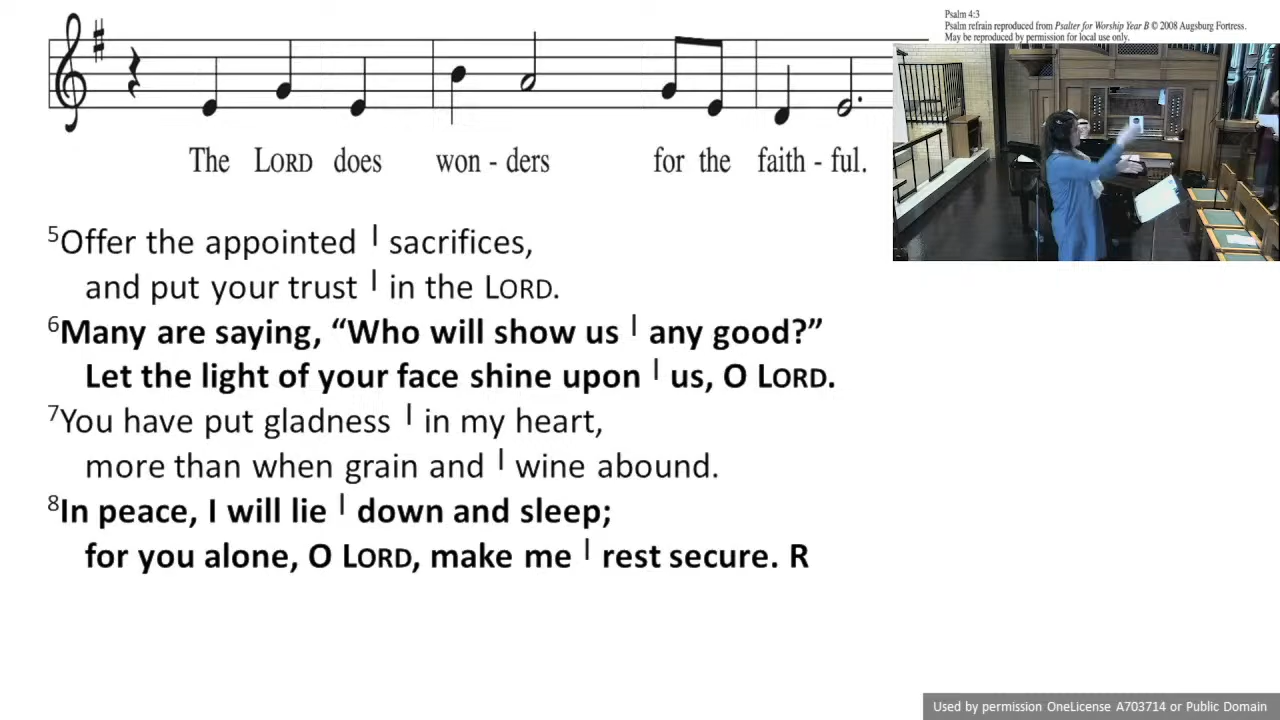 Psalm 4:3
Psalm refrain reproduced from Psalter for Worship Year B © 2008 Augsburg Fortress.
May be reproduced by permission for local use only.
The LORD does won - ders for the faith - ful.
5Offer the appointed | sacrifices,
and put your trust | in the LORD.
6Many are saying, “Who will show us | any good?”
Let the light of your face shine upon | us, O LORD.
7You have put gladness | in my heart,
more than when grain and | wine abound.
8In peace, I will lie | down and sleep;
for you alone, O LORD, make me | rest secure. R
Used by permission OneLicense A703714 or Public Domain